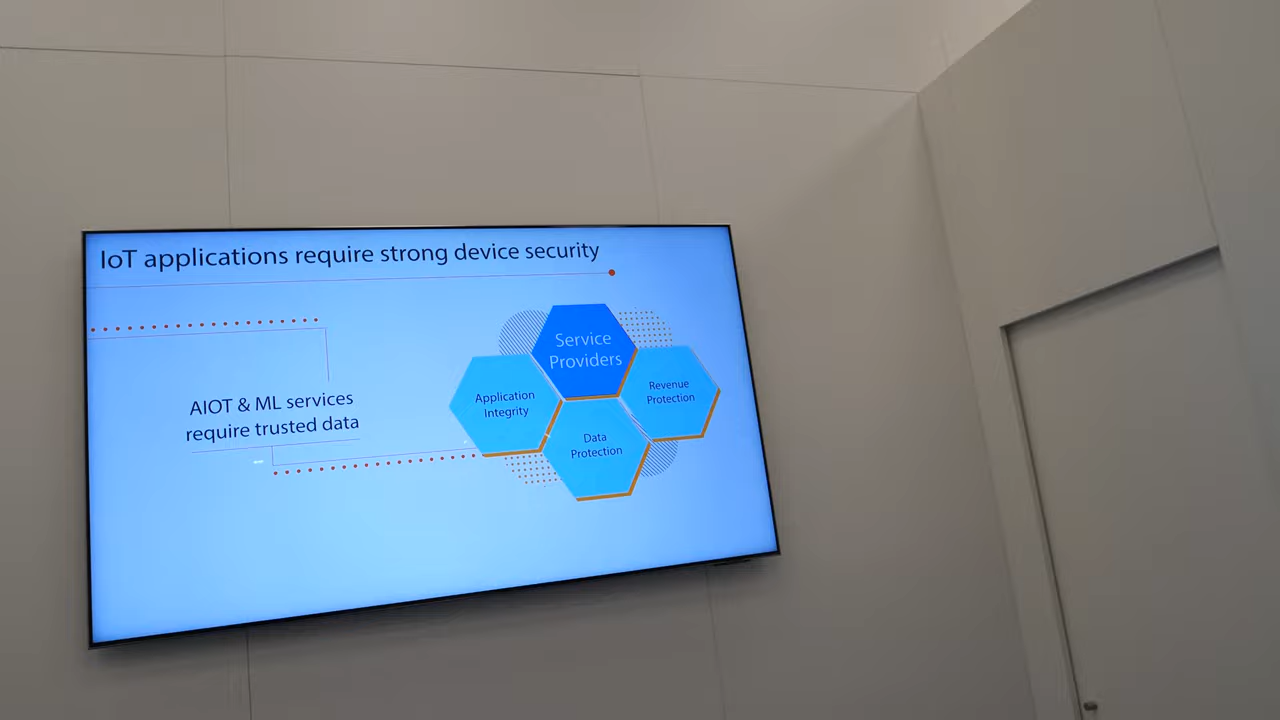 IoT applications require strong device security
AIOT & ML services
require trusted data
Service
Providers
Application
Integrity
Revenue
Protection
Data
Protection